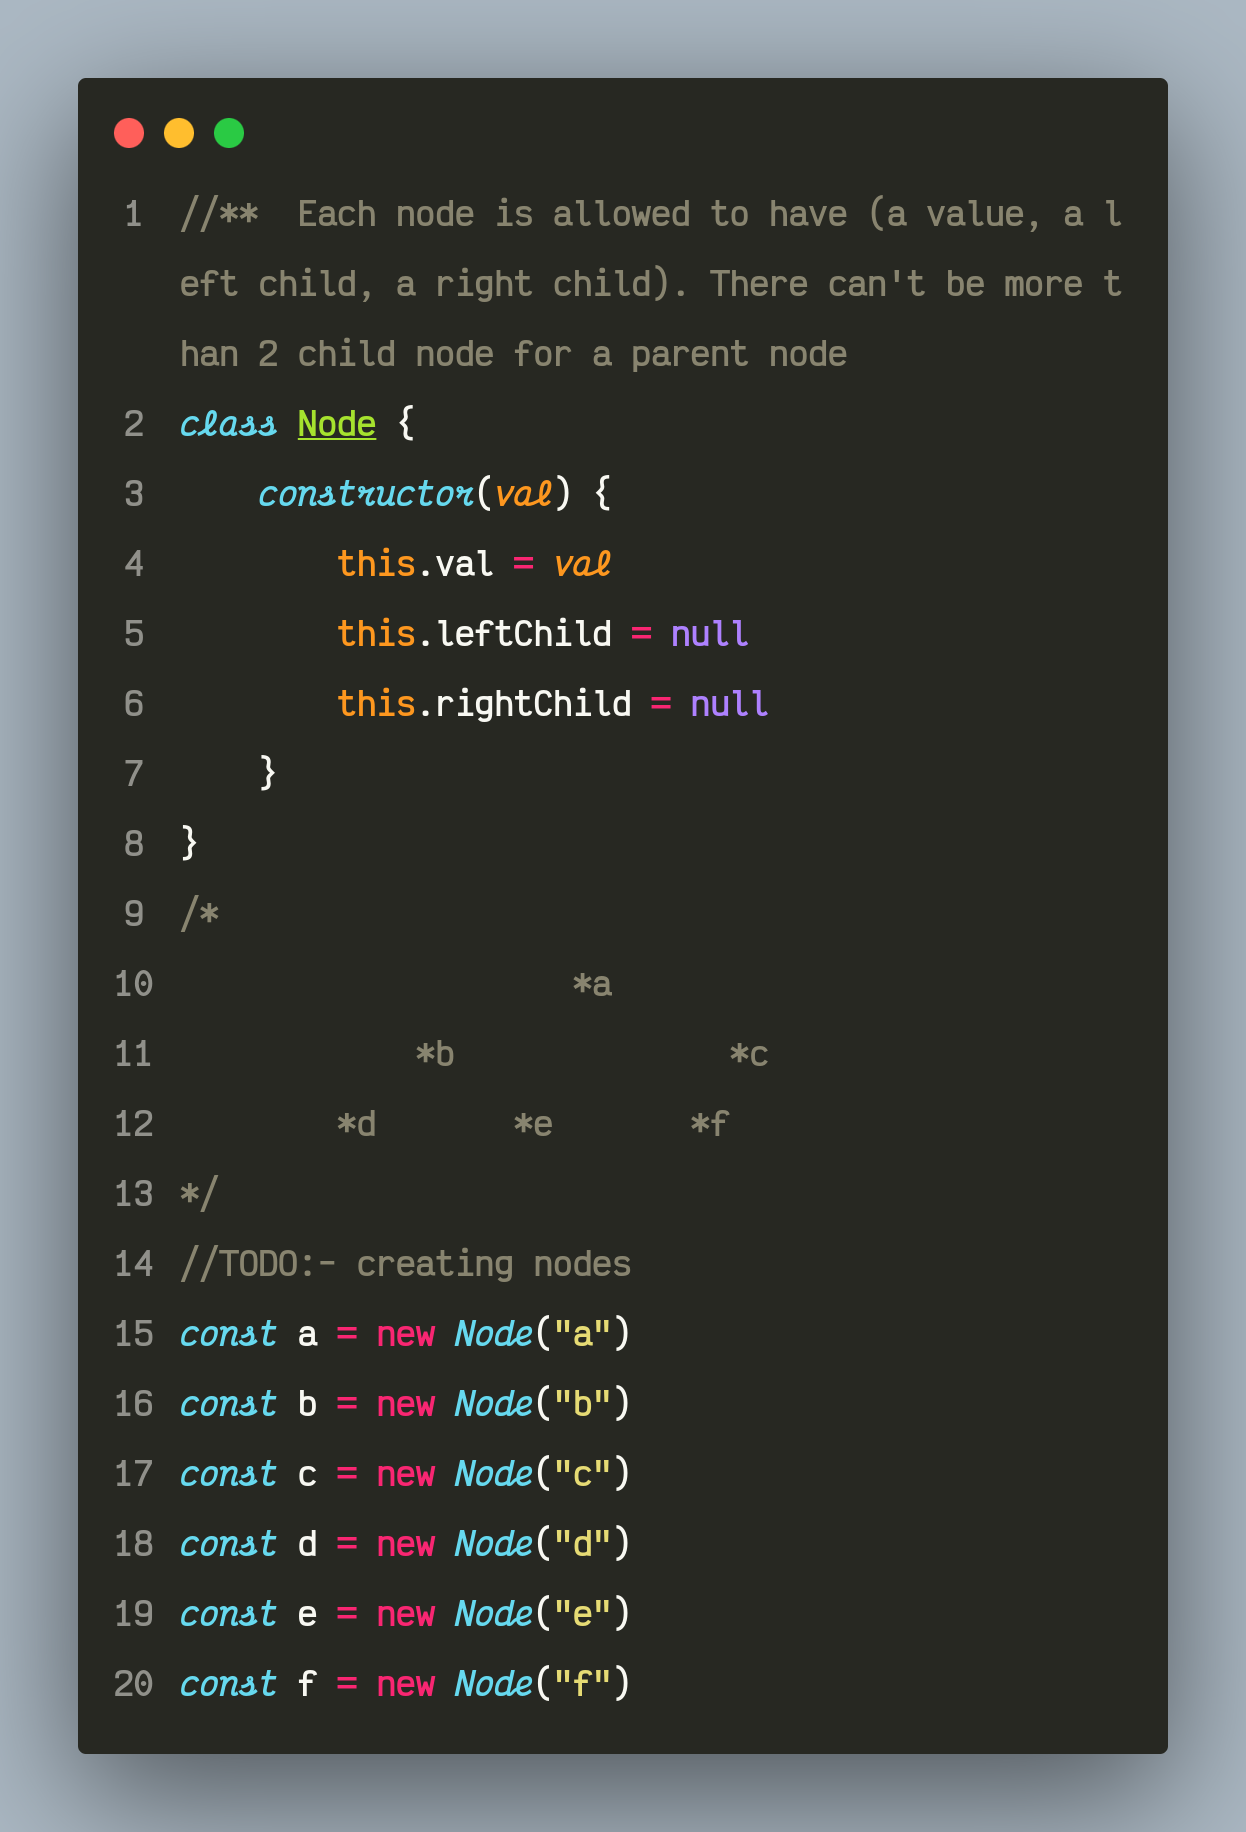 1 //**  Each node is allowed to have (a value, a l
eft child, a right child). There can't be more t
han 2 child node for a parent node
2 class Node {
3     constructor(val) {
4         this.val = val
5         this.leftChild = null
6         this.rightChild = null
7     }
8 }
9 /*
10                     *a
11             *b              *c
12         *d       *e       *f
13 */
14 //TODO:- creating nodes
15 const a = new Node("a")
16 const b = new Node("b")
17 const c = new Node("c")
18 const d = new Node("d")
19 const e = new Node("e")
20 const f = new Node("f")